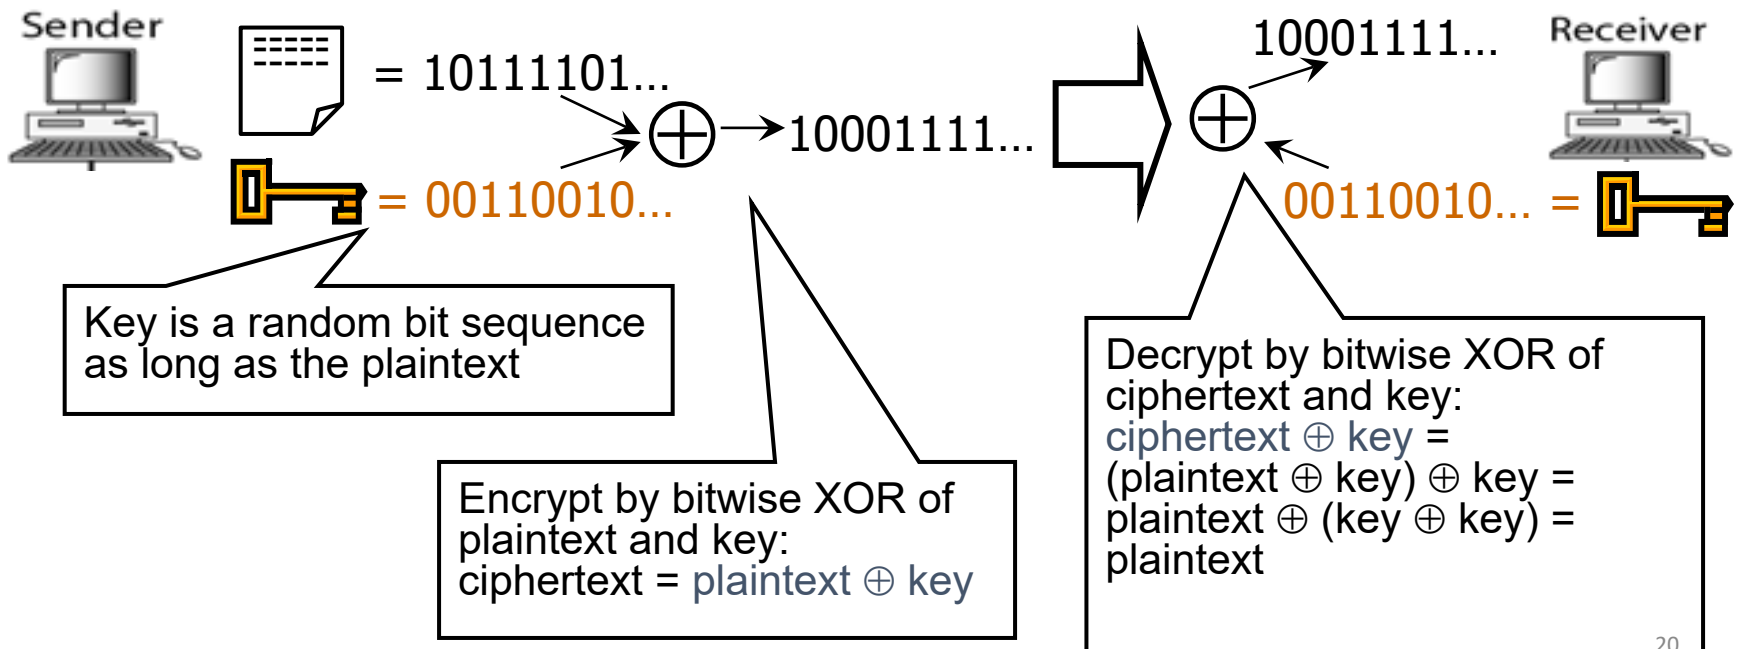 Sender
= 10111101...
= 00110010...
10001111...
10001111...
Receiver
00110010... =
Key is a random bit sequence
as long as the plaintext
Encrypt by bitwise XOR of
plaintext and key:
ciphertext = plaintext ⊕ key
Decrypt by bitwise XOR of
ciphertext and key:
ciphertext ⊕ key =
(plaintext ⊕ key) ⊕ key =
plaintext ⊕ (key ⊕ key) =
plaintext
20